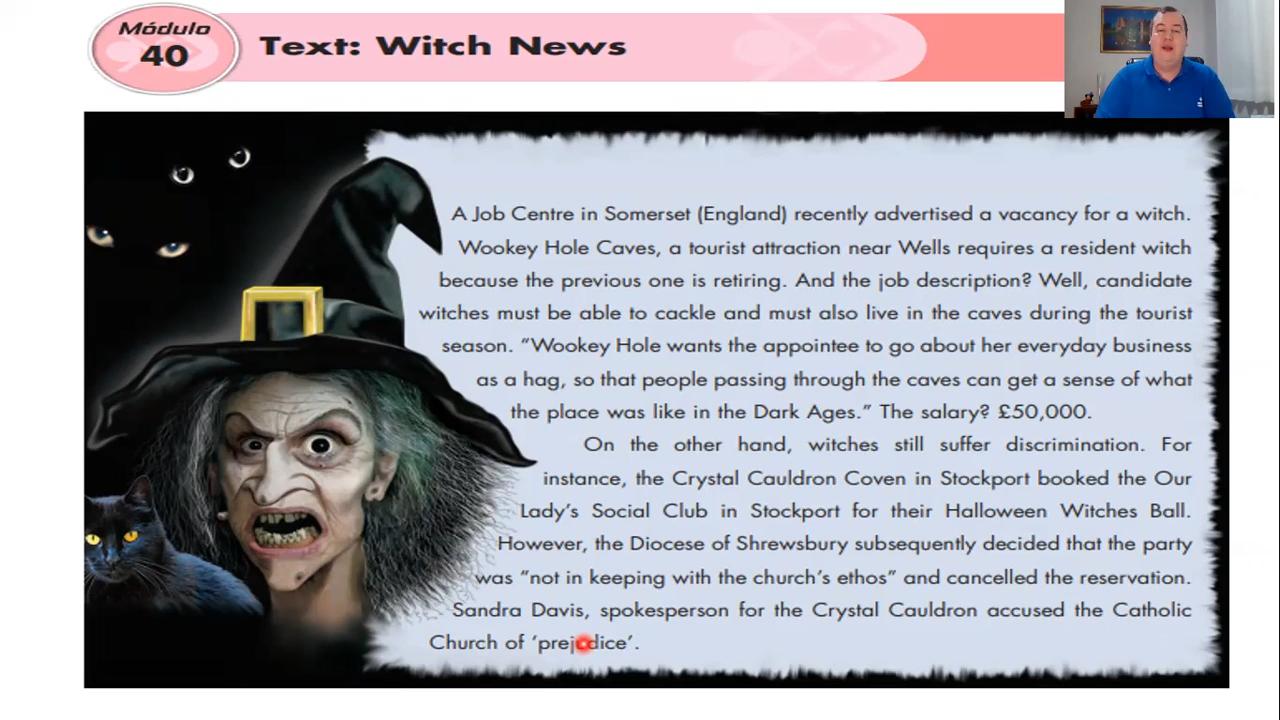 Módulo
40
Text: Witch News
A Job Centre in Somerset (England) recently advertised a vacancy for a witch.
Wookey Hole Caves, a tourist attraction near Wells requires a resident witch
because the previous one is retiring. And the job description? Well, candidate
witches must be able to cackle and must also live in the caves during the tourist
season. “Wookey Hole wants the appointee to go about her everyday business
as a hag, so that people passing through the caves can get a sense of what
the place was like in the Dark Ages.” The salary? £50,000.
On the other hand, witches still suffer discrimination. For
instance, the Crystal Cauldron Coven in Stockport booked the Our
Lady’s Social Club in Stockport for their Halloween Witches Ball.
However, the Diocese of Shrewsbury subsequently decided that the party
was “not in keeping with the church’s ethos” and cancelled the reservation.
Sandra Davis, spokesperson for the Crystal Cauldron accused the Catholic
Church of ‘prejudice’.